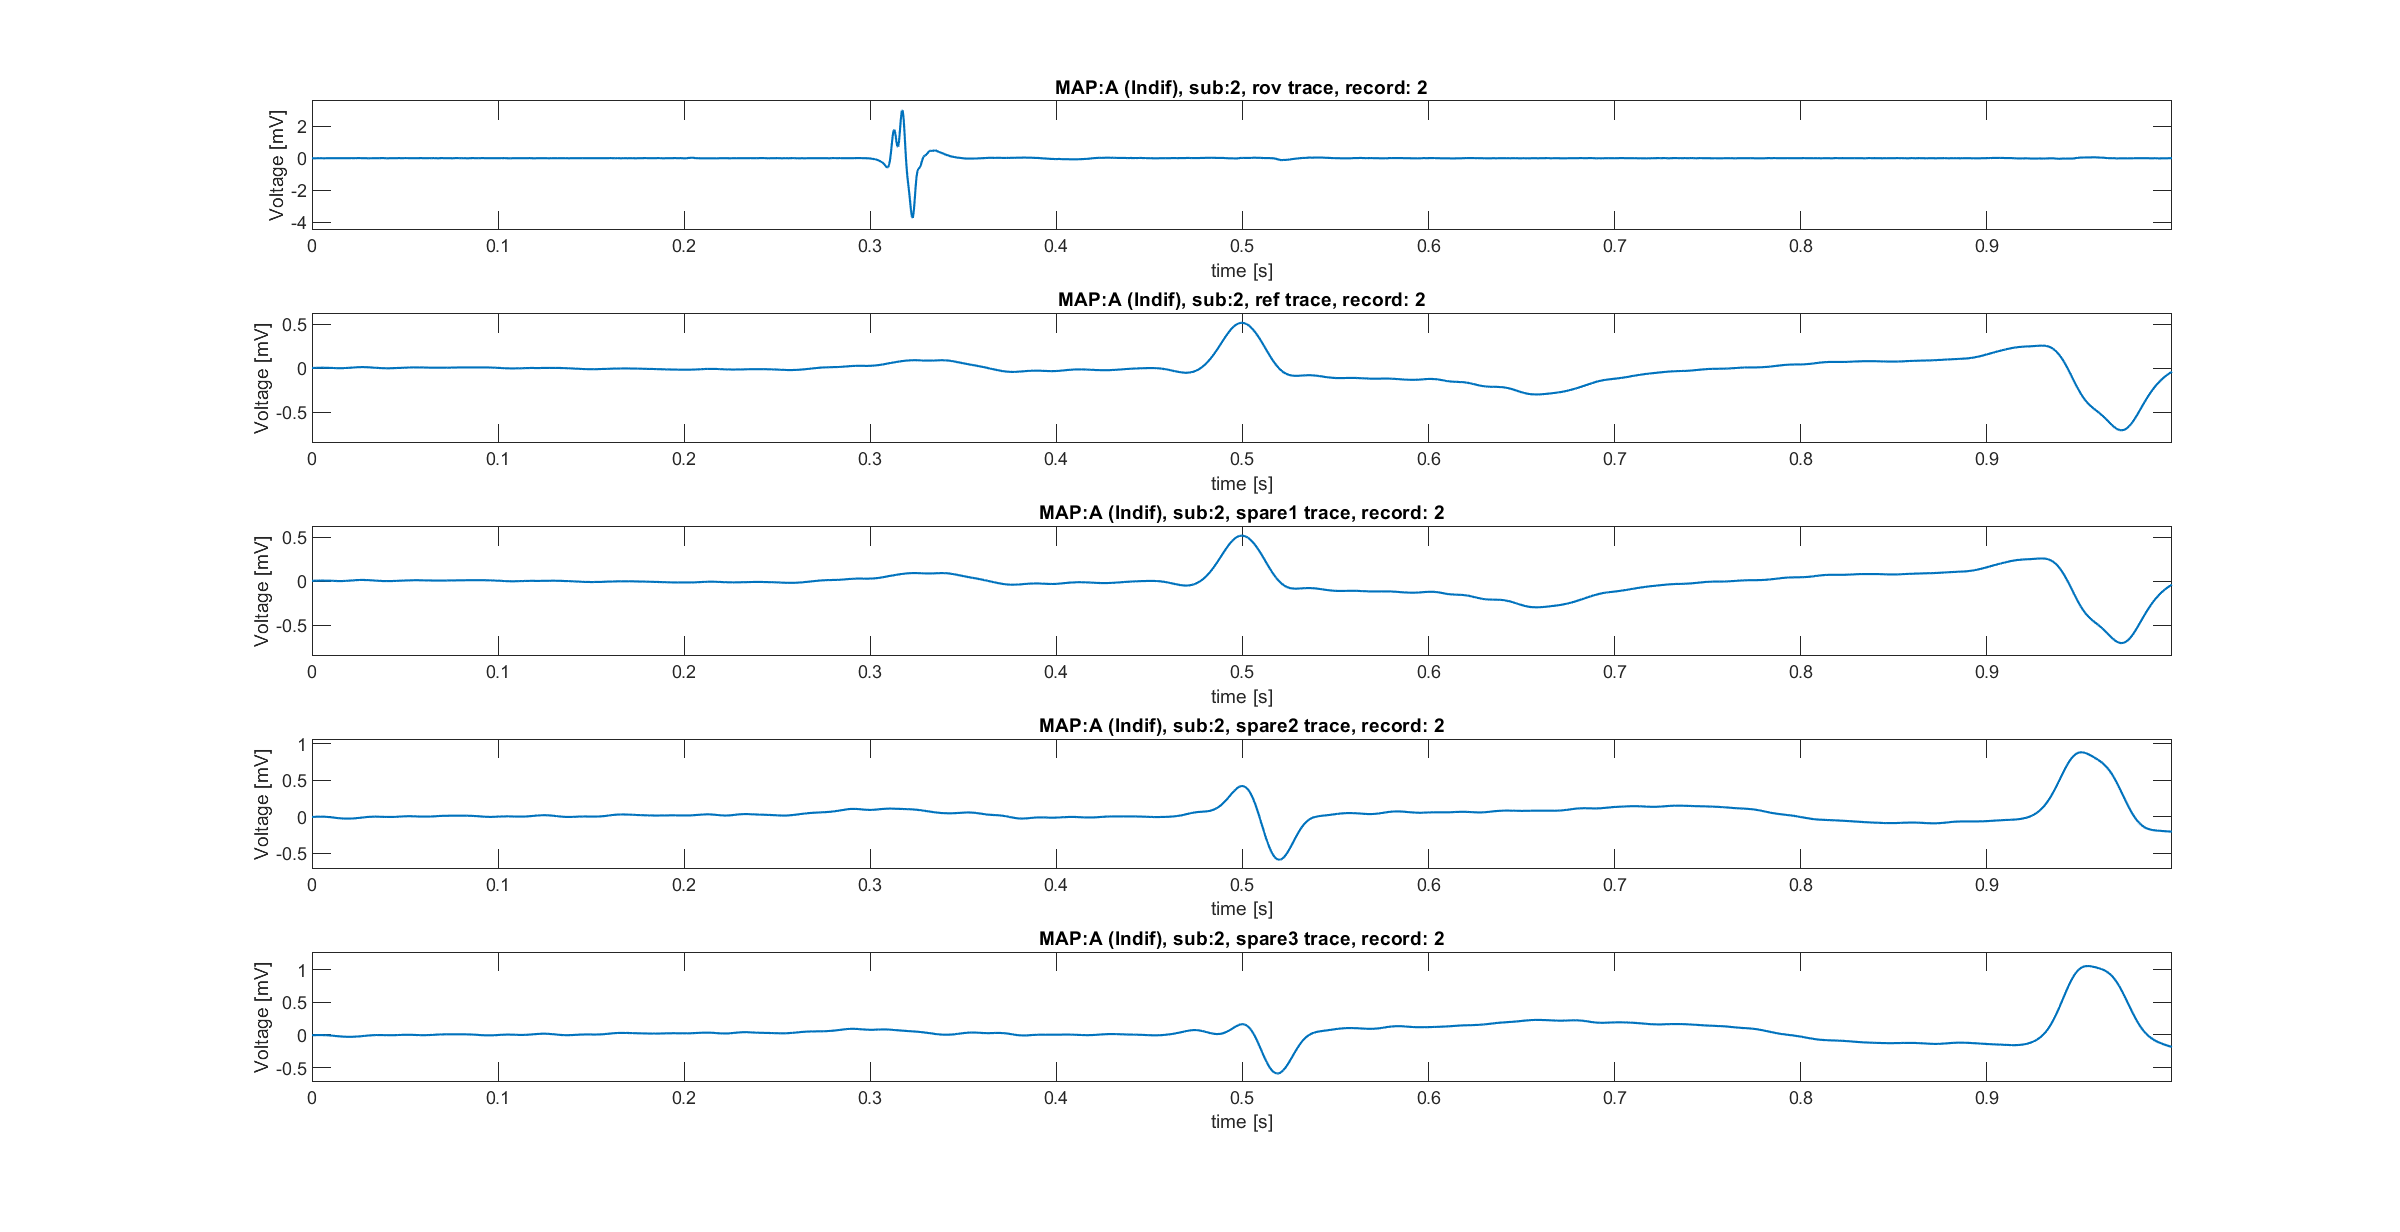 MAP:A (Indif), sub:2, rov trace, record: 2
Voltage [mV]
2
0
-2
-4
0 0.1 0.2 0.3 0.4 0.5 0.6 0.7 0.8 0.9
time [s]
MAP:A (Indif), sub:2, ref trace, record: 2
Voltage [mV]
0.5
0
-0.5
0 0.1 0.2 0.3 0.4 0.5 0.6 0.7 0.8 0.9
time [s]
MAP:A (Indif), sub:2, spare1 trace, record: 2
Voltage [mV]
0.5
0
-0.5
0 0.1 0.2 0.3 0.4 0.5 0.6 0.7 0.8 0.9
time [s]
MAP:A (Indif), sub:2, spare2 trace, record: 2
Voltage [mV]
1
0.5
0
-0.5
0 0.1 0.2 0.3 0.4 0.5 0.6 0.7 0.8 0.9
time [s]
MAP:A (Indif), sub:2, spare3 trace, record: 2
Voltage [mV]
1
0.5
0
-0.5
0 0.1 0.2 0.3 0.4 0.5 0.6 0.7 0.8 0.9
time [s]